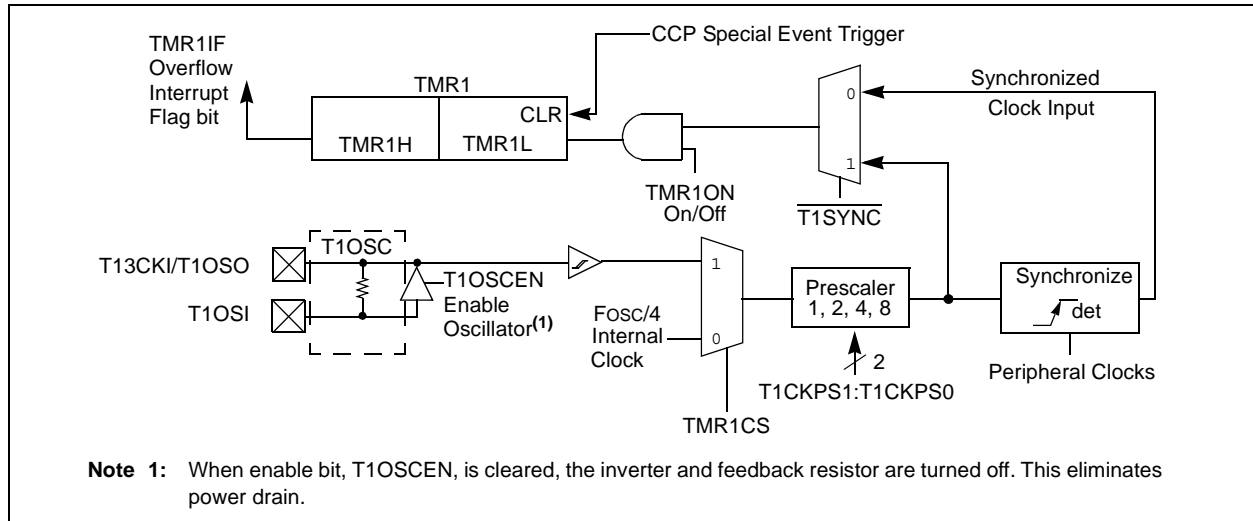 TMR1IF
Overflow
Interrupt
Flag bit
CCP Special Event Trigger
TMR1
CLR
TMR1H
TMR1L
0
1
Synchronized
Clock Input
TMR1ON
On/Off
T1SYNC
T13CKI/T1OSO
T1OSI
T1OSC
T1OSCEN
Enable
Oscillator(1)
FOSC/4
Internal
Clock
1
0
TMR1CS
Prescaler
1, 2, 4, 8
2
T1CKPS1:T1CKPS0
Synchronize
det
Peripheral Clocks
Note 1: When enable bit, T1OSCEN, is cleared, the inverter and feedback resistor are turned off. This eliminates
power drain.